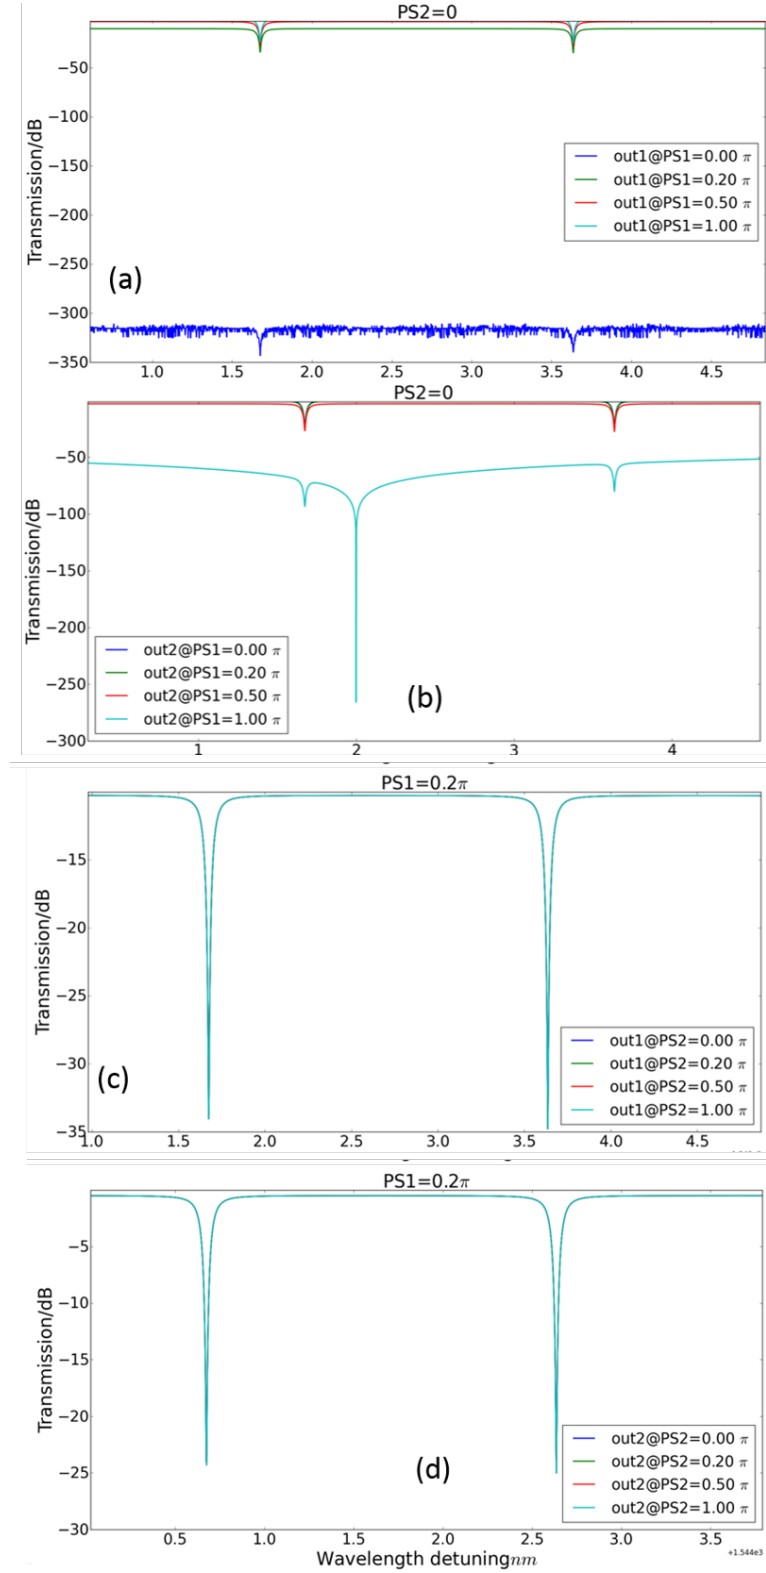 PS2=0
Transmission/dB
−50
−100
−150
−200
−250
−300
−350
out1@PS1=0.00 π
out1@PS1=0.20 π
out1@PS1=0.50 π
out1@PS1=1.00 π
(a)
1.0 1.5 2.0 2.5 3.0 3.5 4.0 4.5
PS2=0
Transmission/dB
−50
−100
−150
−200
−250
−300
out2@PS1=0.00 π
out2@PS1=0.20 π
out2@PS1=0.50 π
out2@PS1=1.00 π
(b)
1 2 3 4
PS1=0.2π
Transmission/dB
−15
−20
−25
−30
−35
out1@PS2=0.00 π
out1@PS2=0.20 π
out1@PS2=0.50 π
out1@PS2=1.00 π
(c)
1.0 1.5 2.0 2.5 3.0 3.5 4.0 4.5
PS1=0.2π
Transmission/dB
−5
−10
−15
−20
−25
−30
out2@PS2=0.00 π
out2@PS2=0.20 π
out2@PS2=0.50 π
out2@PS2=1.00 π
(d)
0.5 1.0 1.5 2.0 2.5 3.0 3.5
+1.544e3
Wavelength detuningnm